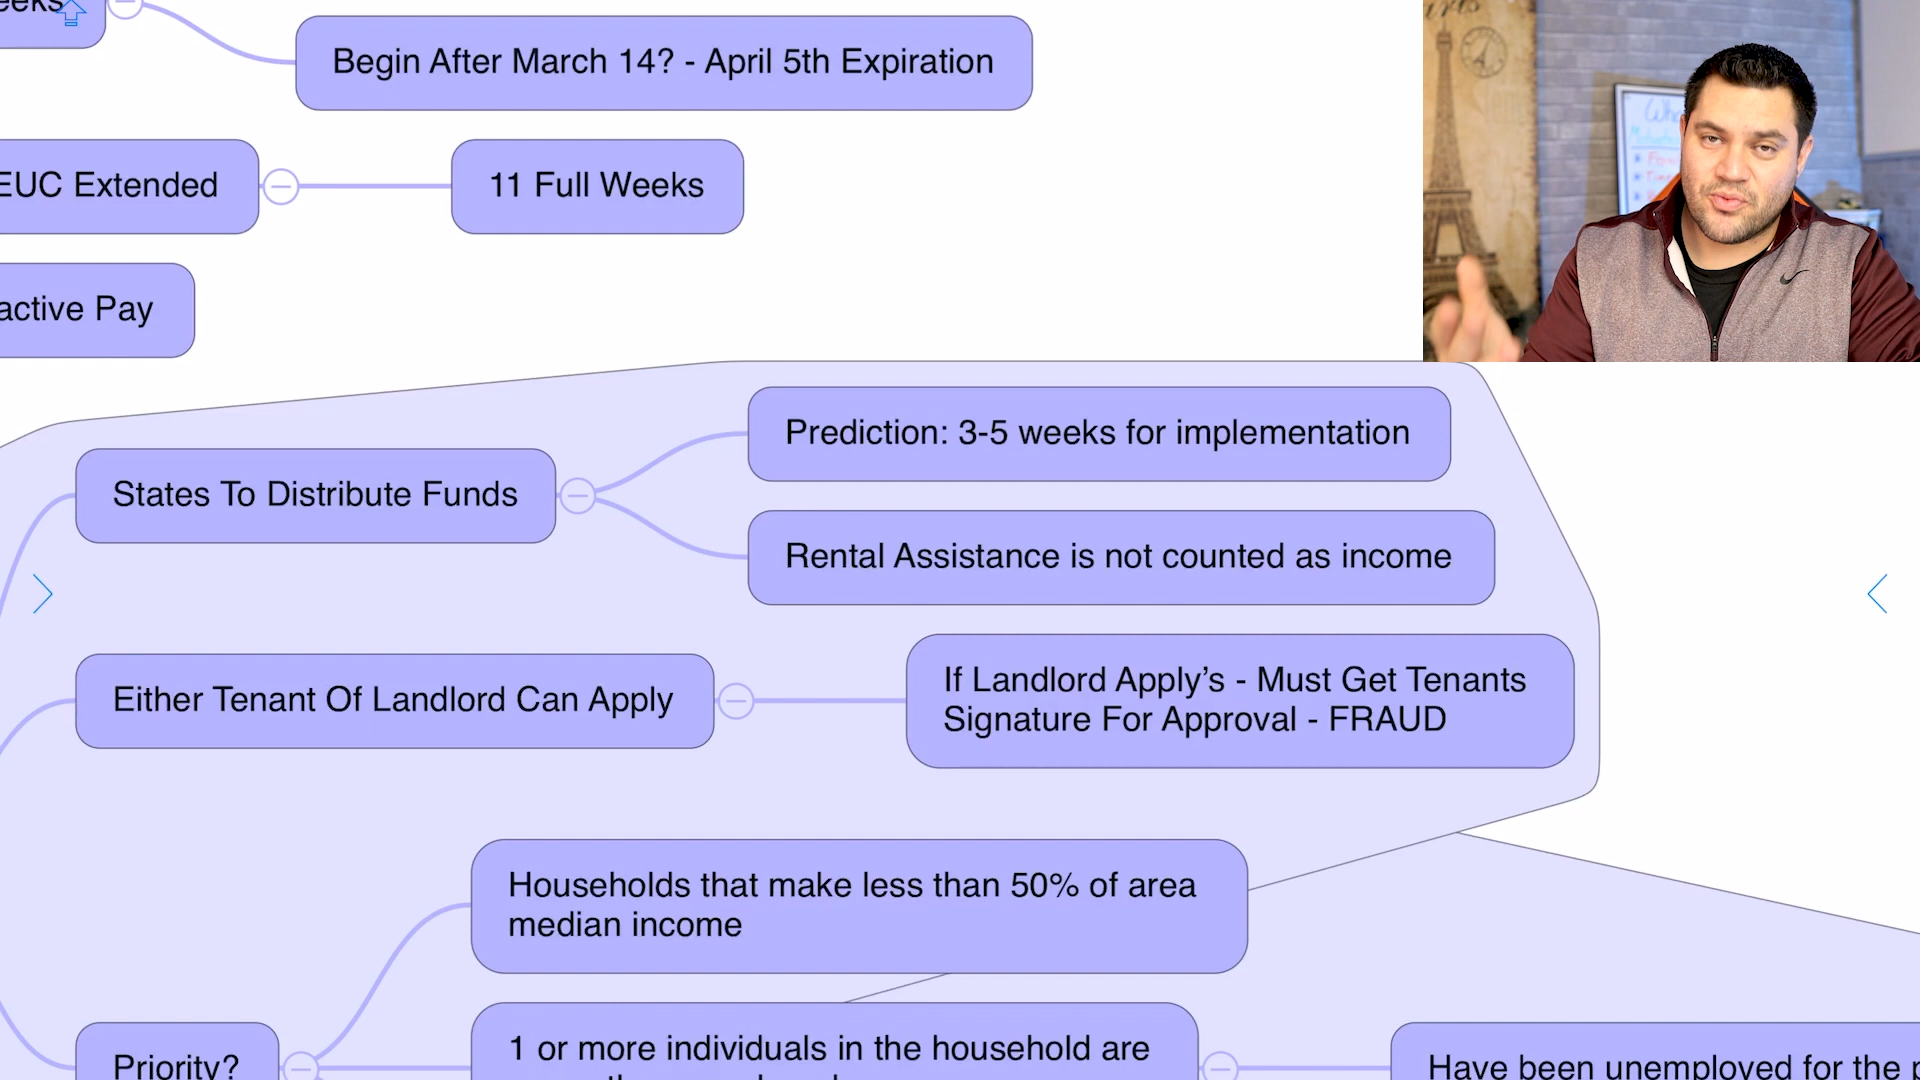 Begin After March 14? - April 5th Expiration
EUC Extended
11 Full Weeks
active Pay
Prediction: 3-5 weeks for implementation
States To Distribute Funds
Rental Assistance is not counted as income
Either Tenant Of Landlord Can Apply
If Landlord Apply’s - Must Get Tenants
Signature For Approval - FRAUD
Households that make less than 50% of area
median income
Priority?
1 or more individuals in the household are
Have been unemployed for the